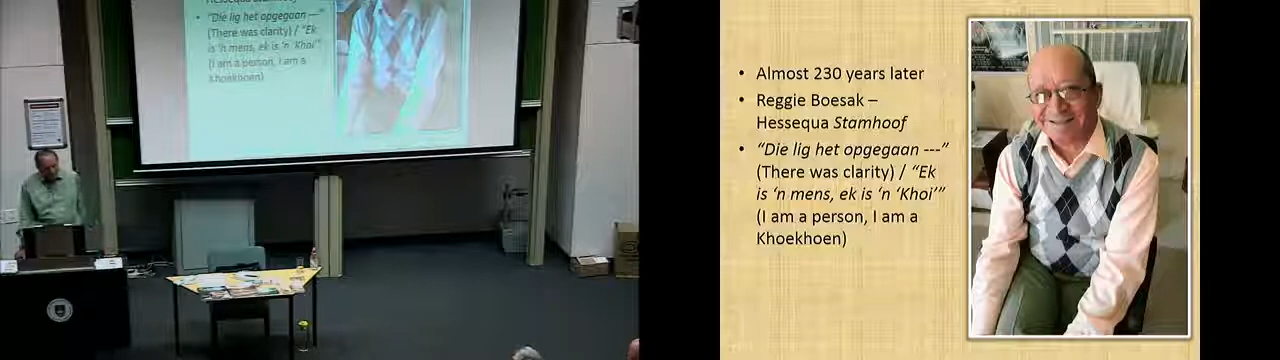 "Die lig het opgegaan ---"
(There was clarity) / "Ek
is 'n mens, ek is 'n 'Khoi'"
(I am a person, I am a
Khoekhoen)
• Almost 230 years later
• Reggie Boesak –
Hessequa Stamhoof
• "Die lig het opgegaan ---"
(There was clarity) / "Ek
is 'n mens, ek is 'n 'Khoi'"
(I am a person, I am a
Khoekhoen)